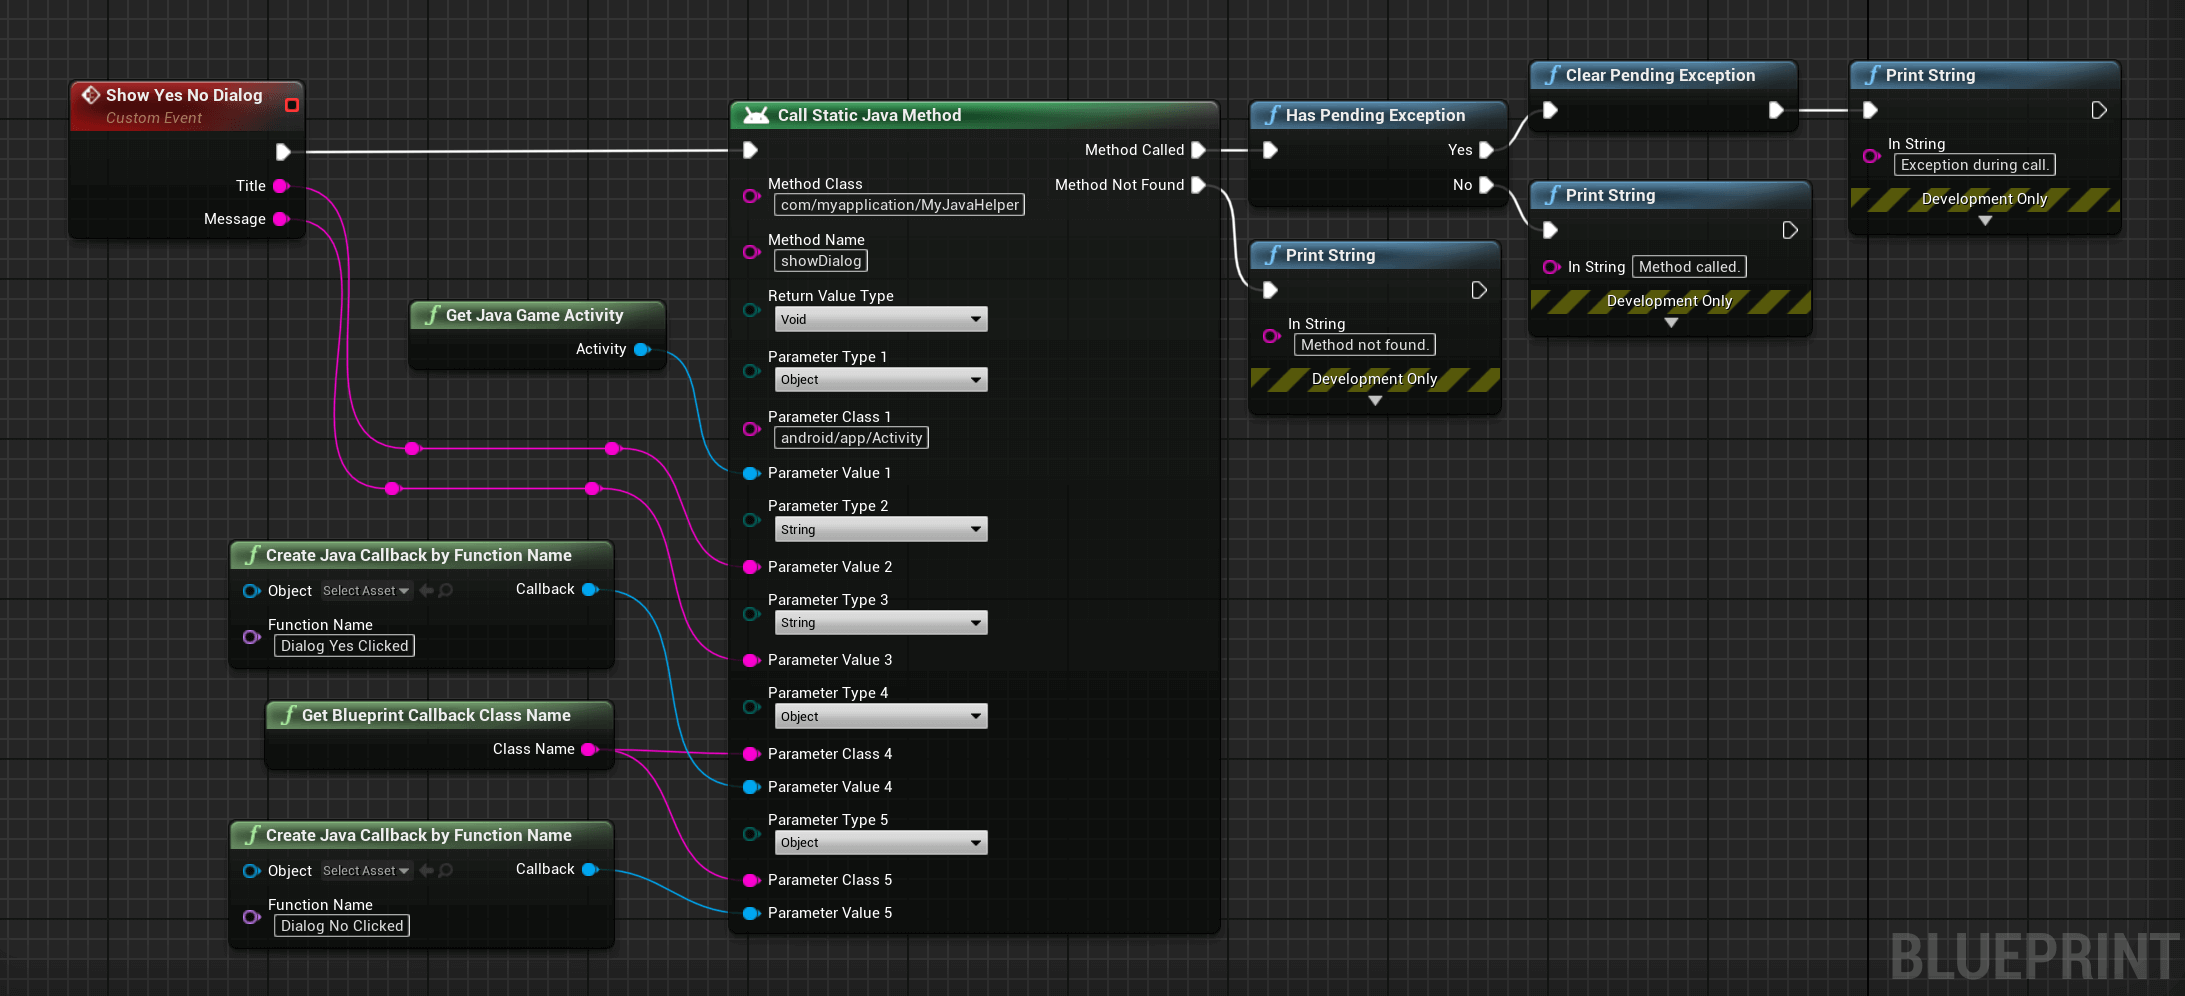 Show Yes No Dialog
Custom Event
Title
Message
Get Java Game Activity
Activity
Create Java Callback by Function Name
Object Select Asset Callback
Function Name
Dialog Yes Clicked
Get Blueprint Callback Class Name
Class Name
Create Java Callback by Function Name
Object Select Asset Callback
Function Name
Dialog No Clicked
Call Static Java Method
Method Called
Method Class Method Not Found
com/myapplication/MyJavaHelper
Method Name
showDialog
Return Value Type
Void
Parameter Type 1
Object
Parameter Class 1
android/app/Activity
Parameter Value 1
Parameter Type 2
String
Parameter Value 2
Parameter Type 3
String
Parameter Value 3
Parameter Type 4
Object
Parameter Class 4
Parameter Value 4
Parameter Type 5
Object
Parameter Class 5
Parameter Value 5
Has Pending Exception
Yes
No
Print String
In String
Method not found.
Development Only
Clear Pending Exception
Print String
In String Method called.
Development Only
Print String
In String
Exception during call.
Development Only
BLUEPRINT